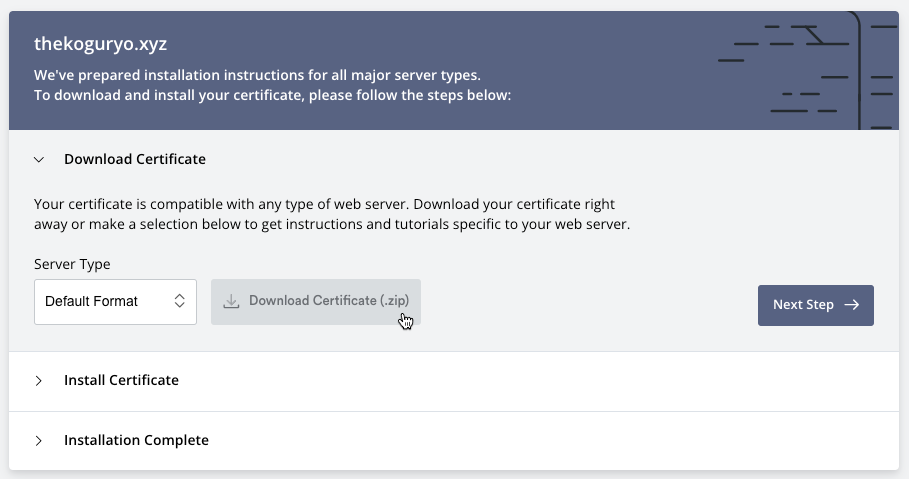 thekoguryo.xyz
We've prepared installation instructions for all major server types.
To download and install your certificate, please follow the steps below:
Download Certificate
Your certificate is compatible with any type of web server. Download your certificate right
away or make a selection below to get instructions and tutorials specific to your web server.
Server Type
Default Format
Download Certificate (.zip)
Next Step
Install Certificate
Installation Complete